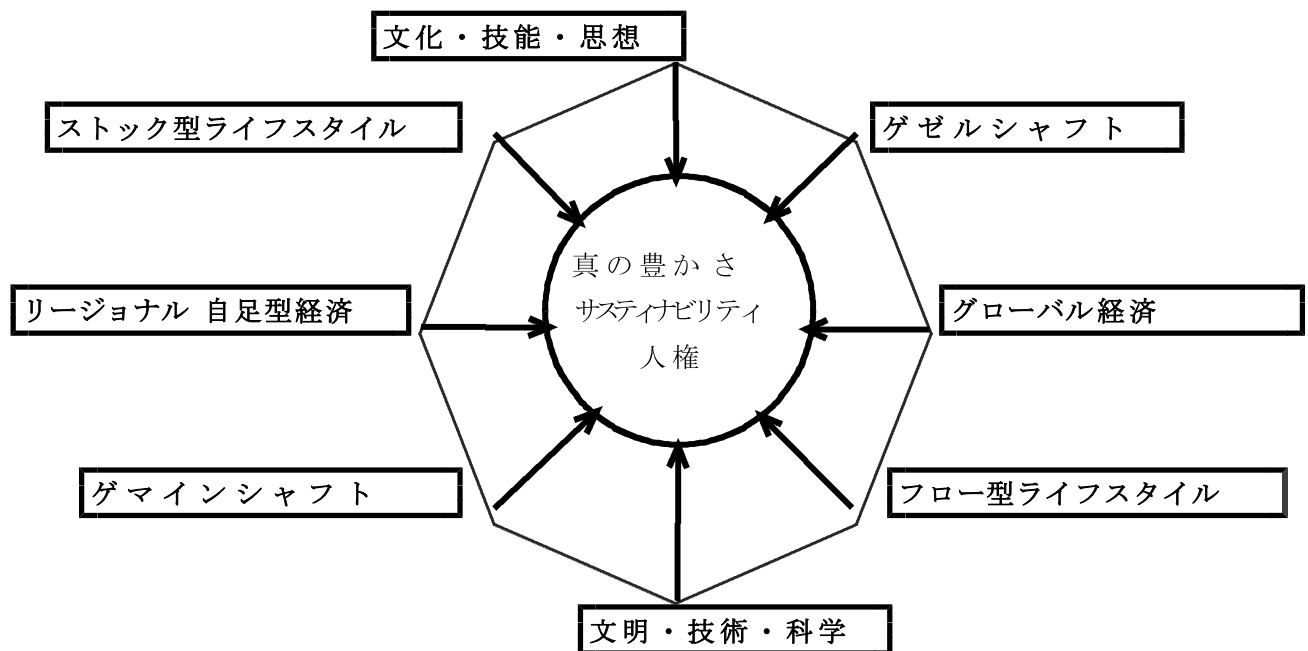 文化・技能・思想
ストック型ライフスタイル
ゲゼルシャフト
真の豊かさ
サスティナビリティ
人権
リージョナル 自足型経済
グローバル経済
ゲマインシャフト
フロー型ライフスタイル
文明・技術・科学